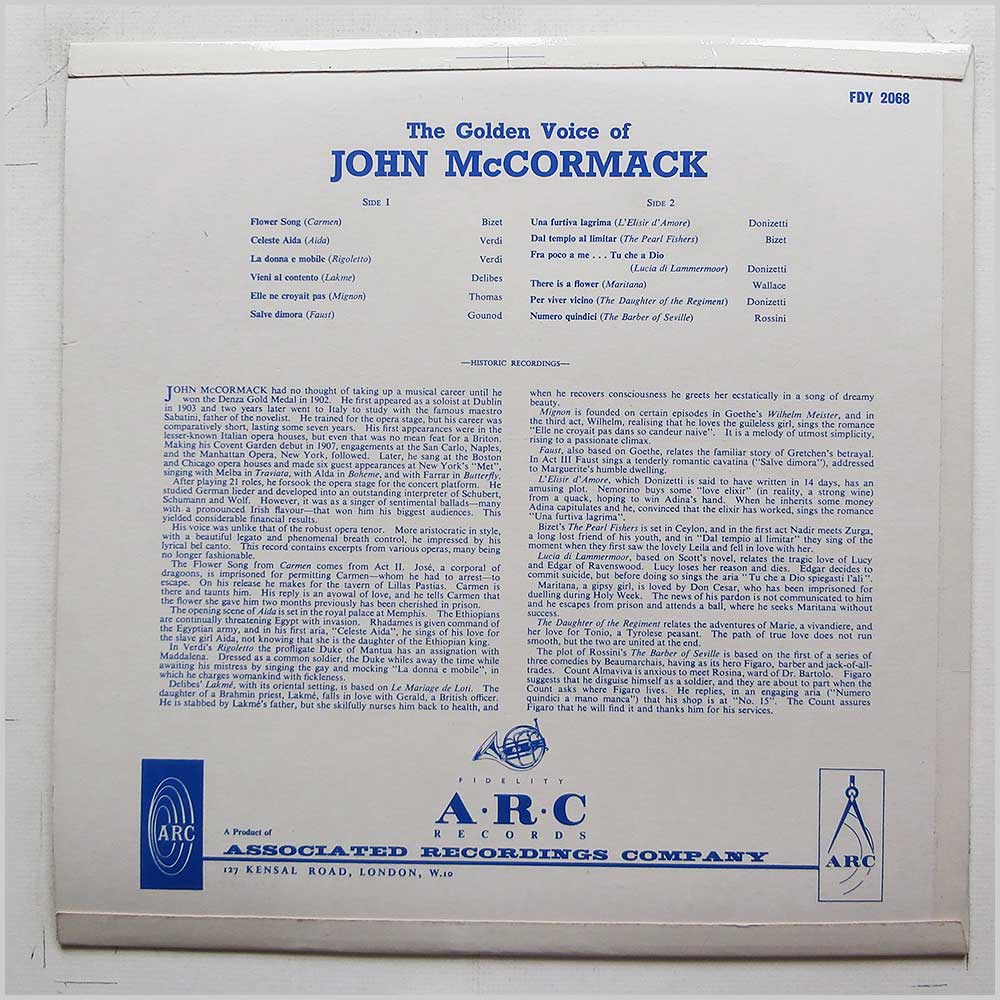 FDY 2068
The Golden Voice of
JOHN McCORMACK
SIDE 1
Flower Song (Carmen) Bizet
Celeste Aida (Aida) Verdi
La donna e mobile (Rigoletto) Verdi
Vieni al contento (Lakme) Delibes
Elle ne croyait pas (Mignon) Thomas
Salve dimora (Faust) Gounod
SIDE 2
Una furtiva lagrima (L'Elisir d'Amore) Donizetti
Dal tempio al limitar (The Pearl Fishers) Bizet
Fra poco a me . . . Tu che a Dio
(Lucia di Lammermoor) Donizetti
There is a flower (Maritana) Wallace
Per viver vicino (The Daughter of the Regiment) Donizetti
Numero quindici (The Barber of Seville) Rossini
—HISTORIC RECORDINGS—
JOHN McCORMACK had no thought of taking up a musical career until he
won the Denza Gold Medal in 1902. He first appeared as a soloist at Dublin
in 1903 and two years later went to Italy to study with the famous maestro
Sabatini, father of the novelist. He trained for the opera stage, but his career was
comparatively short, lasting some seven years. His first appearances were in the
lesser-known Italian opera houses, but even that was no mean feat for a Briton.
Making his Covent Garden debut in 1907, engagements at the San Carlo, Naples,
and the Manhattan Opera, New York, followed. Later, he sang at the Boston
and Chicago opera houses and made six guest appearances at New York's "Met",
singing with Melba in Traviata, with Alda in Boheme, and with Farrar in Butterfly.
After playing 21 roles, he forsook the opera stage for the concert platform. He
studied German lieder and developed into an outstanding interpreter of Schubert,
Schumann and Wolf. However, it was as a singer of sentimental ballads—many
with a pronounced Irish flavour—that won him his biggest audiences. This
yielded considerable financial results.
His voice was unlike that of the robust opera tenor. More aristocratic in style,
with a beautiful legato and phenomenal breath control, he impressed by his
lyrical bel canto. This record contains excerpts from various operas, many being
no longer fashionable.
The Flower Song from Carmen comes from Act II. José, a corporal of
dragoons, is imprisoned for permitting Carmen—whom he had to arrest—to
escape. On his release he makes for the tavern of Lillas Pastias. Carmen is
there and taunts him. His reply is an avowal of love, and he tells Carmen that
the flower she gave him two months previously has been cherished in prison.
The opening scene of Aida is set in the royal palace at Memphis. The Ethiopians
are continually threatening Egypt with invasion. Rhadames is given command of
the Egyptian army, and in his first aria, "Celeste Aida", he sings of his love for
the slave girl Aida, not knowing that she is the daughter of the Ethiopian king.
In Verdi's Rigoletto the profligate Duke of Mantua has an assignation with
Maddalena. Dressed as a common soldier, the Duke whiles away the time while
awaiting his mistress by singing the gay and mocking "La donna e mobile", in
which he charges womankind with fickleness.
Delibes' Lakmé, with its oriental setting, is based on Le Mariage de Loti. The
daughter of a Brahmin priest, Lakmé, falls in love with Gerald, a British officer.
He is stabbed by Lakmé's father, but she skilfully nurses him back to health, and
when he recovers consciousness he greets her ecstatically in a song of dreamy
beauty.
Mignon is founded on certain episodes in Goethe's Wilhelm Meister, and in
the third act, Wilhelm, realising that he loves the guileless girl, sings the romance
"Elle ne croyait pas dans so candeur naive". It is a melody of utmost simplicity,
rising to a passionate climax.
Faust, also based on Goethe, relates the familiar story of Gretchen's betrayal.
In Act III Faust sings a tenderly romantic cavatina ("Salve dimora"), addressed
to Marguerite's humble dwelling.
L'Elisir d'Amore, which Donizetti is said to have written in 14 days, has an
amusing plot. Nemorino buys some "love elixir" (in reality, a strong wine)
from a quack, hoping to win Adina's hand. When he inherits some money
Adina capitulates and he, convinced that the elixir has worked, sings the romance
"Una furtiva lagrima".
Bizet's The Pearl Fishers is set in Ceylon, and in the first act Nadir meets Zurga,
a long lost friend of his youth, and in "Dal tempio al limitar" they sing of the
moment when they first saw the lovely Leila and fell in love with her.
Lucia di Lammermoor, based on Scott's novel, relates the tragic love of Lucy
and Edgar of Ravenswood. Lucy loses her reason and dies. Edgar decides to
commit suicide, but before doing so sings the aria "Tu che a Dio spiegasti l'ali".
Maritana, a gipsy girl, is loved by Don Cesar, who has been imprisoned for
duelling during Holy Week. The news of his pardon is not communicated to him
and he escapes from prison and attends a ball, where he seeks Maritana without
success.
The Daughter of the Regiment relates the adventures of Marie, a vivandiere, and
her love for Tonio, a Tyrolese peasant. The path of true love does not run
smooth, but the two are united at the end.
The plot of Rossini's The Barber of Seville is based on the first of a series of
three comedies by Beaumarchais, having as its hero Figaro, barber and jack-of-all-
trades. Count Almaviva is anxious to meet Rosina, ward of Dr. Bartolo. Figaro
suggests that he disguise himself as a soldier, and they are about to part when the
Count asks where Figaro lives. He replies, in an engaging aria ("Numero
quindici a mano manca") that his shop is at "No. 15". The Count assures
Figaro that he will find it and thanks him for his services.
FIDELITY
A·R·C
RECORDS
ARC
A Product of
ASSOCIATED RECORDINGS COMPANY
127 KENSAL ROAD, LONDON, W.10
ARC